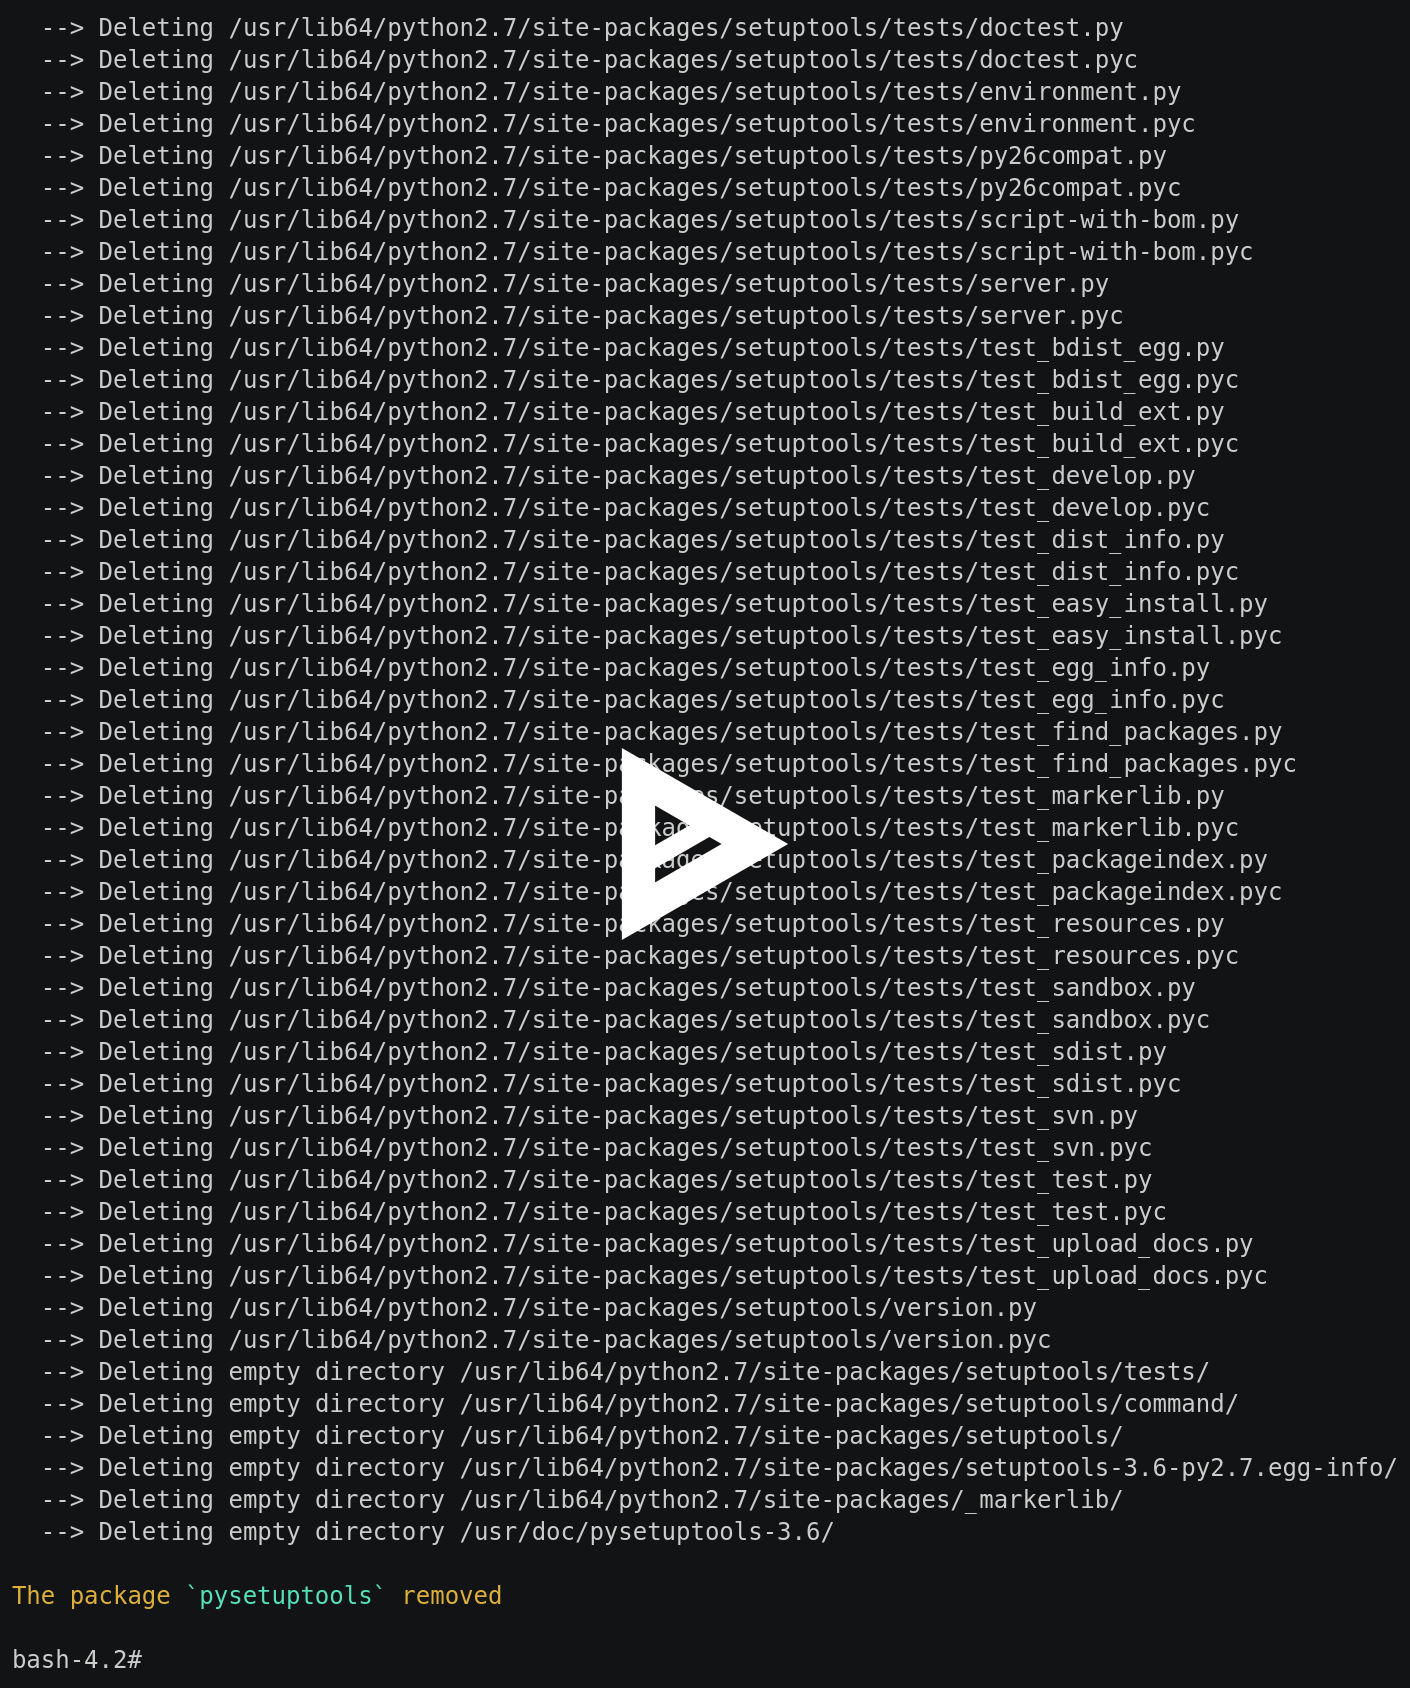 --> Deleting /usr/lib64/python2.7/site-packages/setuptools/tests/doctest.py
--> Deleting /usr/lib64/python2.7/site-packages/setuptools/tests/doctest.pyc
--> Deleting /usr/lib64/python2.7/site-packages/setuptools/tests/environment.py
--> Deleting /usr/lib64/python2.7/site-packages/setuptools/tests/environment.pyc
--> Deleting /usr/lib64/python2.7/site-packages/setuptools/tests/py26compat.py
--> Deleting /usr/lib64/python2.7/site-packages/setuptools/tests/py26compat.pyc
--> Deleting /usr/lib64/python2.7/site-packages/setuptools/tests/script-with-bom.py
--> Deleting /usr/lib64/python2.7/site-packages/setuptools/tests/script-with-bom.pyc
--> Deleting /usr/lib64/python2.7/site-packages/setuptools/tests/server.py
--> Deleting /usr/lib64/python2.7/site-packages/setuptools/tests/server.pyc
--> Deleting /usr/lib64/python2.7/site-packages/setuptools/tests/test_bdist_egg.py
--> Deleting /usr/lib64/python2.7/site-packages/setuptools/tests/test_bdist_egg.pyc
--> Deleting /usr/lib64/python2.7/site-packages/setuptools/tests/test_build_ext.py
--> Deleting /usr/lib64/python2.7/site-packages/setuptools/tests/test_build_ext.pyc
--> Deleting /usr/lib64/python2.7/site-packages/setuptools/tests/test_develop.py
--> Deleting /usr/lib64/python2.7/site-packages/setuptools/tests/test_develop.pyc
--> Deleting /usr/lib64/python2.7/site-packages/setuptools/tests/test_dist_info.py
--> Deleting /usr/lib64/python2.7/site-packages/setuptools/tests/test_dist_info.pyc
--> Deleting /usr/lib64/python2.7/site-packages/setuptools/tests/test_easy_install.py
--> Deleting /usr/lib64/python2.7/site-packages/setuptools/tests/test_easy_install.pyc
--> Deleting /usr/lib64/python2.7/site-packages/setuptools/tests/test_egg_info.py
--> Deleting /usr/lib64/python2.7/site-packages/setuptools/tests/test_egg_info.pyc
--> Deleting /usr/lib64/python2.7/site-packages/setuptools/tests/test_find_packages.py
--> Deleting /usr/lib64/python2.7/site-packages/setuptools/tests/test_find_packages.pyc
--> Deleting /usr/lib64/python2.7/site-packages/setuptools/tests/test_markerlib.py
--> Deleting /usr/lib64/python2.7/site-packages/setuptools/tests/test_markerlib.pyc
--> Deleting /usr/lib64/python2.7/site-packages/setuptools/tests/test_packageindex.py
--> Deleting /usr/lib64/python2.7/site-packages/setuptools/tests/test_packageindex.pyc
--> Deleting /usr/lib64/python2.7/site-packages/setuptools/tests/test_resources.py
--> Deleting /usr/lib64/python2.7/site-packages/setuptools/tests/test_resources.pyc
--> Deleting /usr/lib64/python2.7/site-packages/setuptools/tests/test_sandbox.py
--> Deleting /usr/lib64/python2.7/site-packages/setuptools/tests/test_sandbox.pyc
--> Deleting /usr/lib64/python2.7/site-packages/setuptools/tests/test_sdist.py
--> Deleting /usr/lib64/python2.7/site-packages/setuptools/tests/test_sdist.pyc
--> Deleting /usr/lib64/python2.7/site-packages/setuptools/tests/test_svn.py
--> Deleting /usr/lib64/python2.7/site-packages/setuptools/tests/test_svn.pyc
--> Deleting /usr/lib64/python2.7/site-packages/setuptools/tests/test_test.py
--> Deleting /usr/lib64/python2.7/site-packages/setuptools/tests/test_test.pyc
--> Deleting /usr/lib64/python2.7/site-packages/setuptools/tests/test_upload_docs.py
--> Deleting /usr/lib64/python2.7/site-packages/setuptools/tests/test_upload_docs.pyc
--> Deleting /usr/lib64/python2.7/site-packages/setuptools/version.py
--> Deleting /usr/lib64/python2.7/site-packages/setuptools/version.pyc
--> Deleting empty directory /usr/lib64/python2.7/site-packages/setuptools/tests/
--> Deleting empty directory /usr/lib64/python2.7/site-packages/setuptools/command/
--> Deleting empty directory /usr/lib64/python2.7/site-packages/setuptools/
--> Deleting empty directory /usr/lib64/python2.7/site-packages/setuptools-3.6-py2.7.egg-info/
--> Deleting empty directory /usr/lib64/python2.7/site-packages/_markerlib/
--> Deleting empty directory /usr/doc/pysetuptools-3.6/
The package `pysetuptools` removed
bash-4.2#